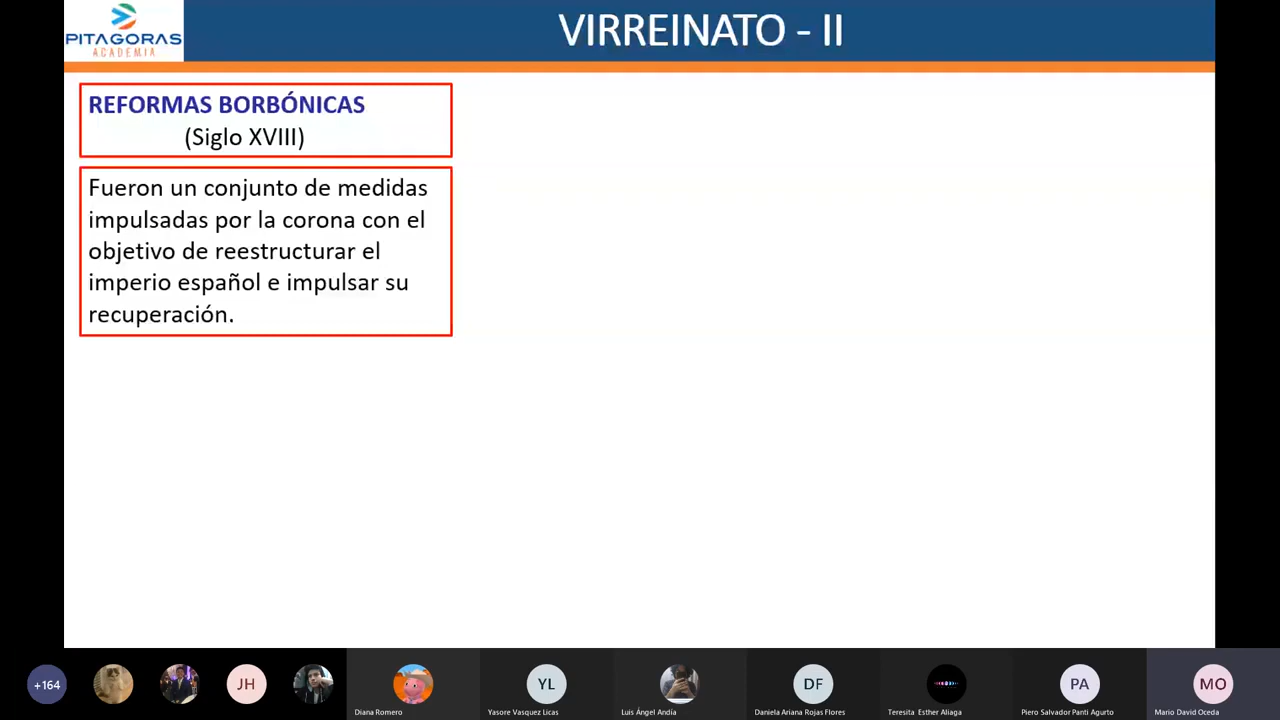 PITAGORAS
ACADEMIA
VIRREINATO - II
REFORMAS BORBÓNICAS
(Siglo XVIII)
Fueron un conjunto de medidas
impulsadas por la corona con el
objetivo de reestructurar el
imperio español e impulsar su
recuperación.
+164
JH
YL
DF
PA
MO
Diana Romero
Yasore Vasquez Licas
Luis Ángel Andía
Daniela Ariana Rojas Flores
Teresita Esther Aliaga
Piero Salvador Panti Agurto
Mario David Oceda